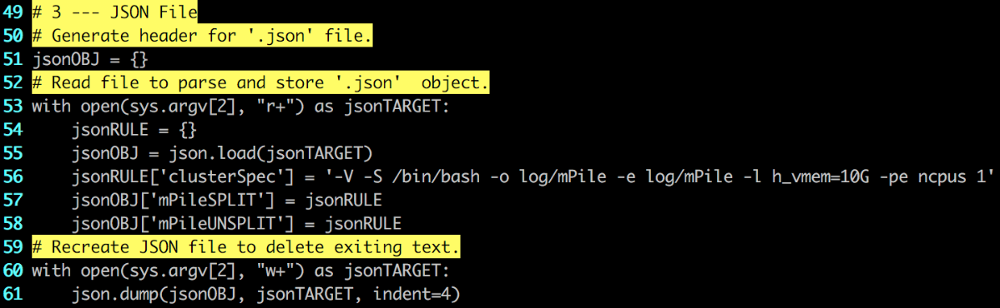 49 # 3 --- JSON File
50 # Generate header for '.json' file.
51 jsonOBJ = {}
52 # Read file to parse and store '.json'  object.
53 with open(sys.argv[2], "r+") as jsonTARGET:
54     jsonRULE = {}
55     jsonOBJ = json.load(jsonTARGET)
56     jsonRULE['clusterSpec'] = '-V -S /bin/bash -o log/mPile -e log/mPile -l h_vmem=10G -pe ncpus 1'
57     jsonOBJ['mPileSPLIT'] = jsonRULE
58     jsonOBJ['mPileUNSPLIT'] = jsonRULE
59 # Recreate JSON file to delete exiting text.
60 with open(sys.argv[2], "w+") as jsonTARGET:
61     json.dump(jsonOBJ, jsonTARGET, indent=4)